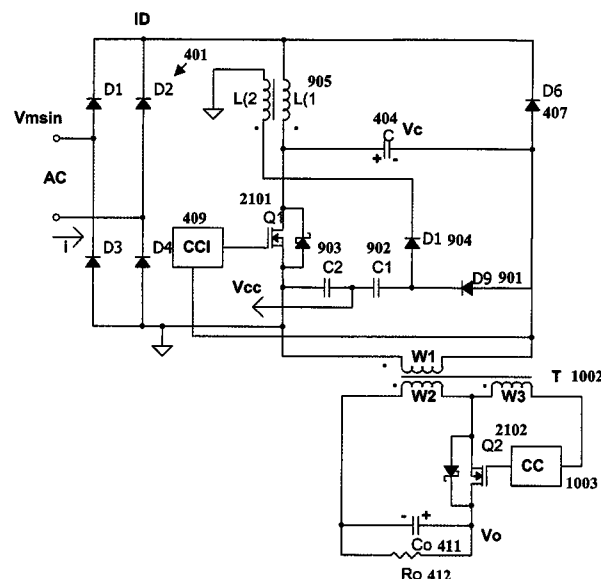 ID
401
905
D1
D2
L(2
L(1
D6
407
Vmsin
404
C
Vc
+ -
AC
2101
409
Q1
i
D3
D4
CCI
903
902
D1
904
C2
C1
D9 901
Vcc
W1
T 1002
W2
W3
2102
Q2
CC
1003
- +
Vo
Co 411
Ro 412